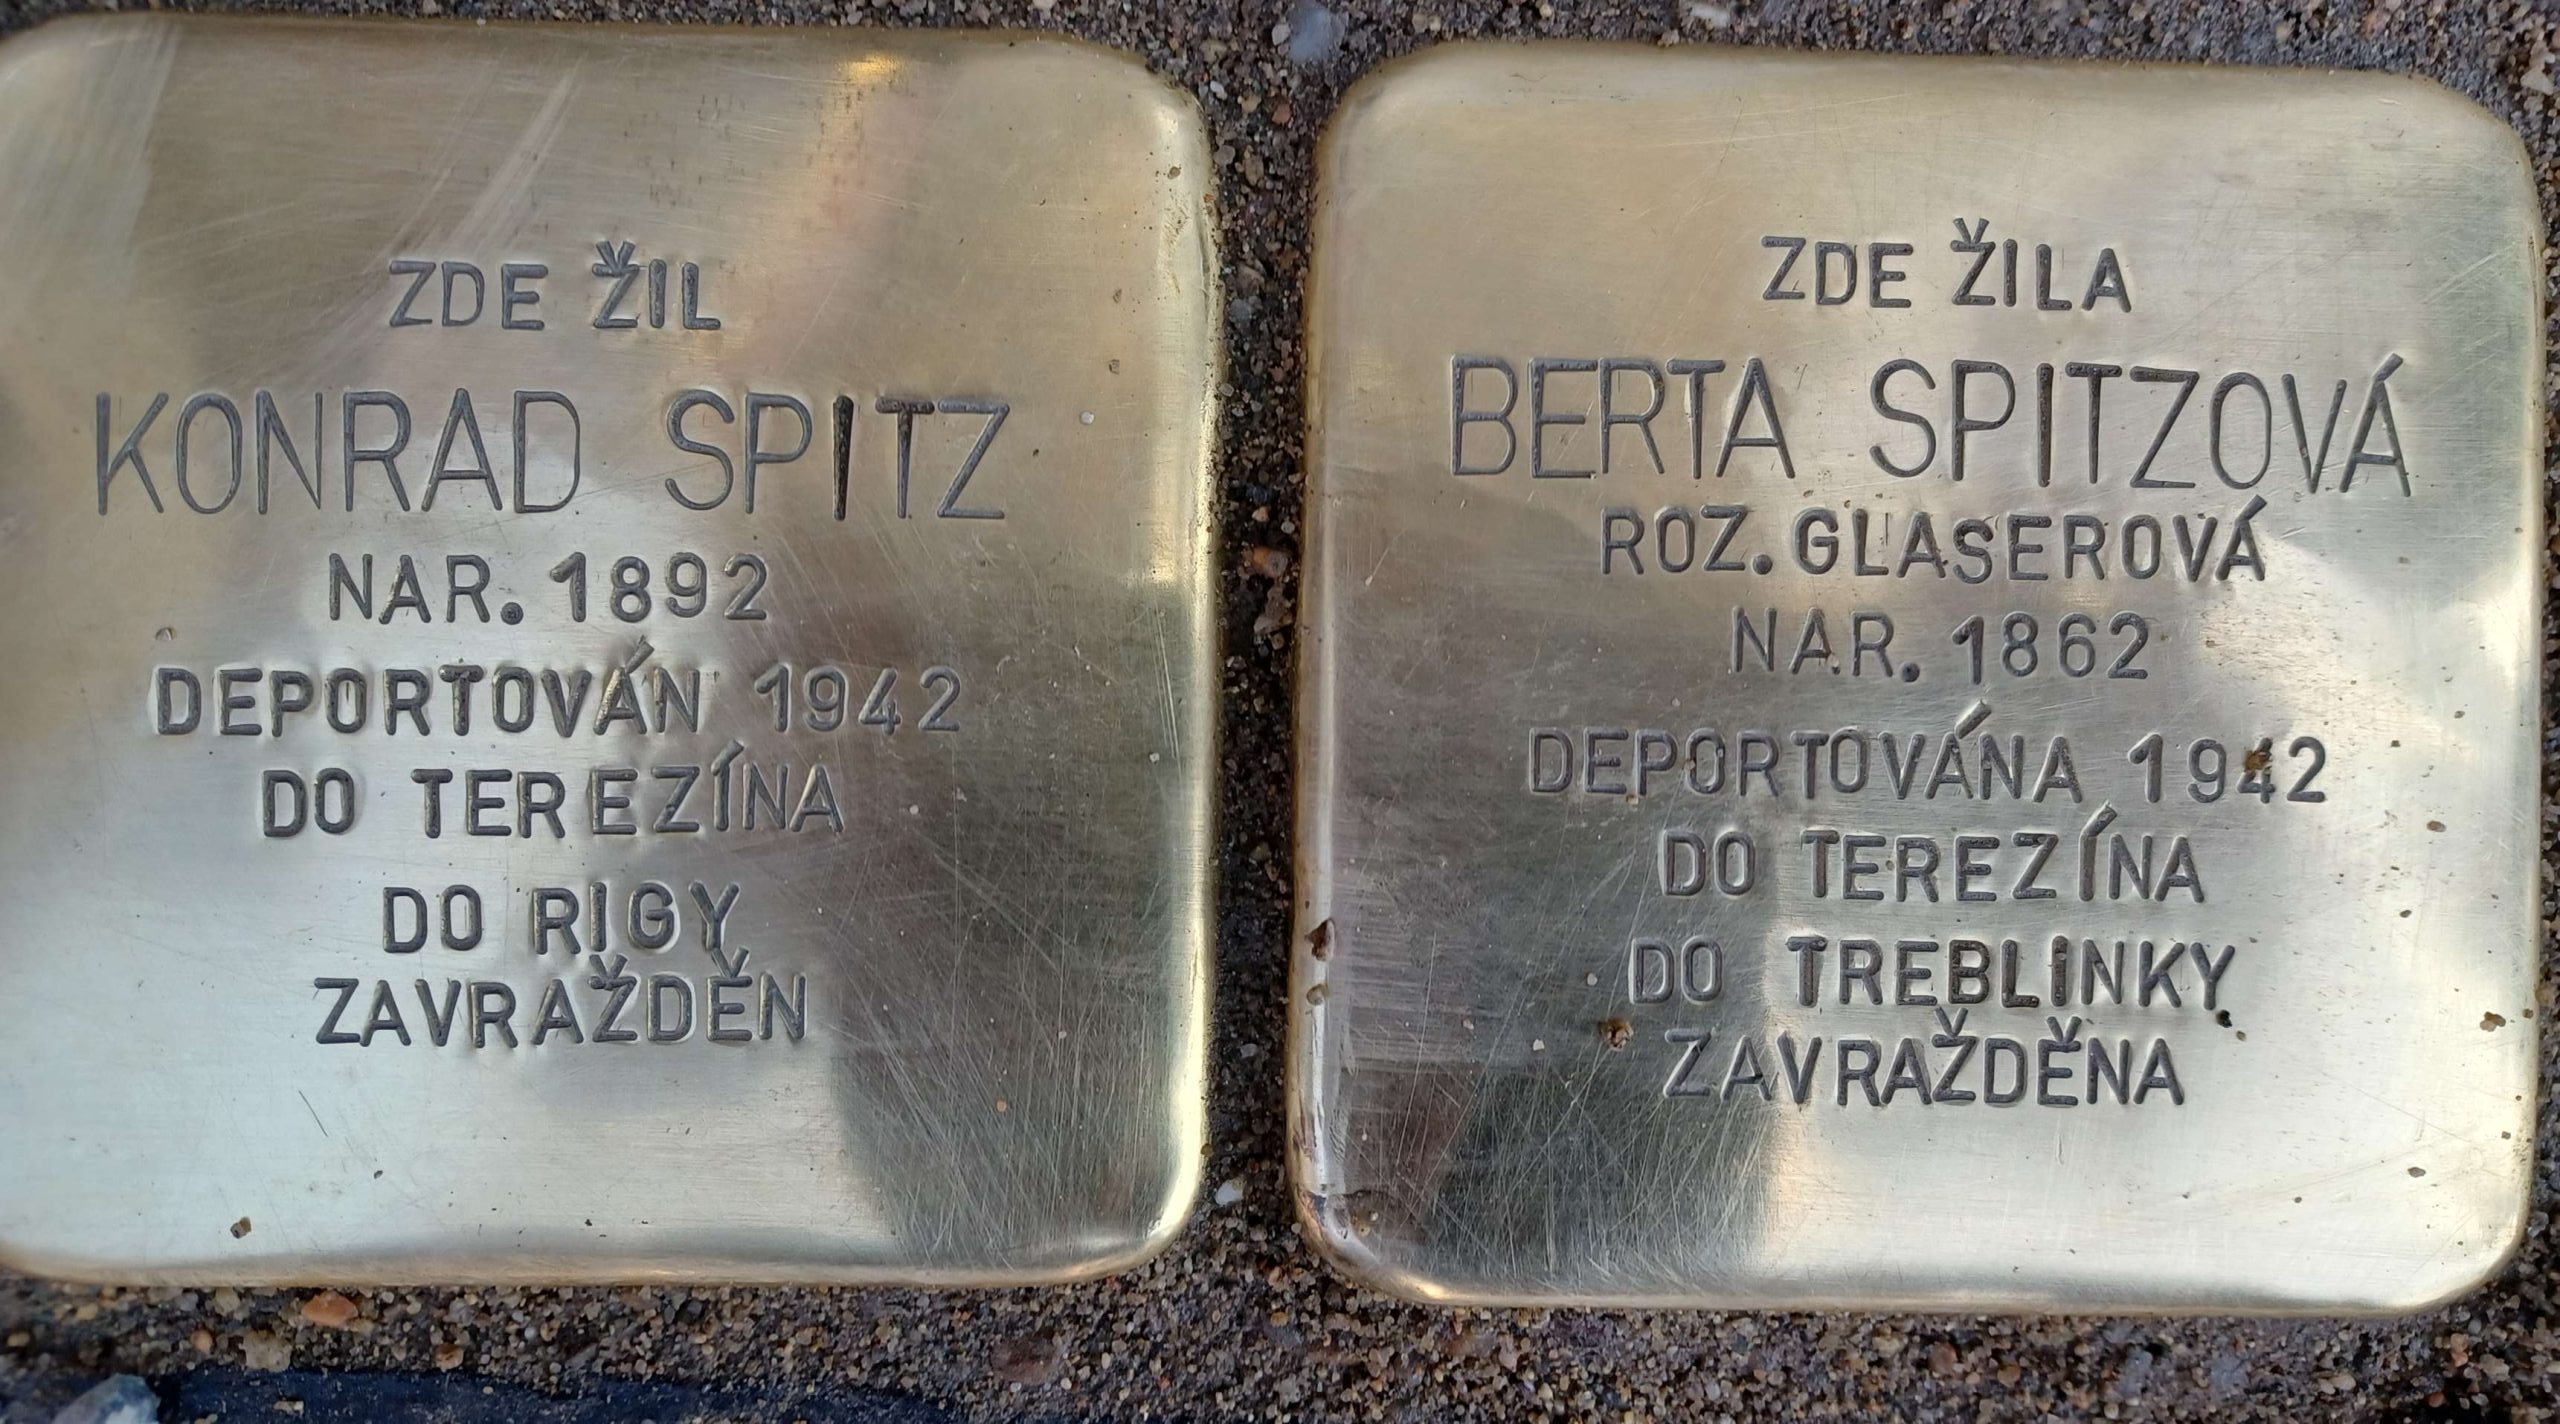 ZDE ŽIL
KONRAD SPITZ
NAR. 1892
DEPORTOVÁN 1942
DO TEREZÍNA
DO RIGY
ZAVRAŽDĚN
ZDE ŽILA
BERTA SPITZOVÁ
ROZ. GLASEROVÁ
NAR. 1862
DEPORTOVÁNA 1942
DO TEREZÍNA
DO TREBLINKY
ZAVRAŽDĚNA